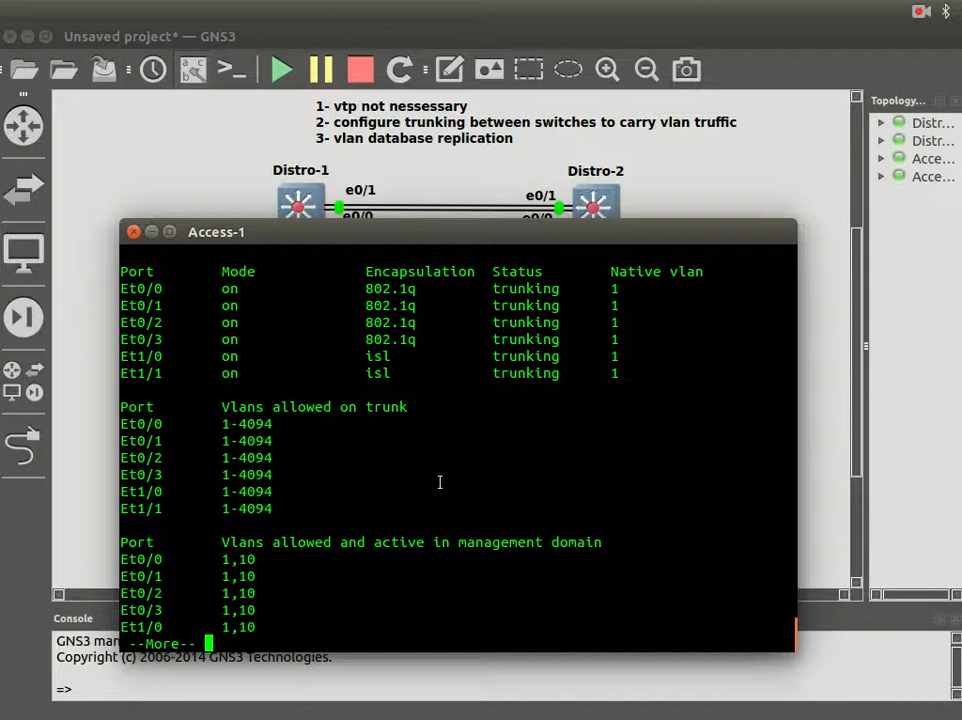 Unsaved project* — GNS3
1- vtp not nessessary
2- configure trunking between switches to carry vlan truffic
3- vlan database replication
Topology...
Distr...
Distr...
Acce...
Acce...
Distro-1
Distro-2
e0/1
e0/1
e0/0
e0/0
Access-1
Port Mode Encapsulation Status Native vlan
Et0/0 on 802.1q trunking 1
Et0/1 on 802.1q trunking 1
Et0/2 on 802.1q trunking 1
Et0/3 on 802.1q trunking 1
Et1/0 on isl trunking 1
Et1/1 on isl trunking 1
Port Vlans allowed on trunk
Et0/0 1-4094
Et0/1 1-4094
Et0/2 1-4094
Et0/3 1-4094
Et1/0 1-4094
Et1/1 1-4094
Port Vlans allowed and active in management domain
Et0/0 1,10
Et0/1 1,10
Et0/2 1,10
Et0/3 1,10
Et1/0 1,10
--More--
Console
GNS3 man
Copyright (c) 2006-2014 GNS3 Technologies.
=>